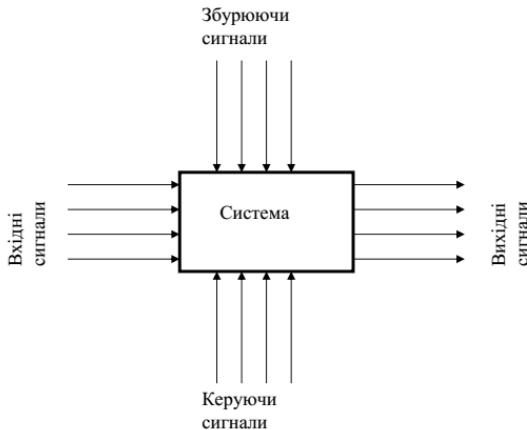 Збурюючи
сигнали
Вхідні
сигнали
Система
Вихідні
сигнали
Керуючи
сигнали